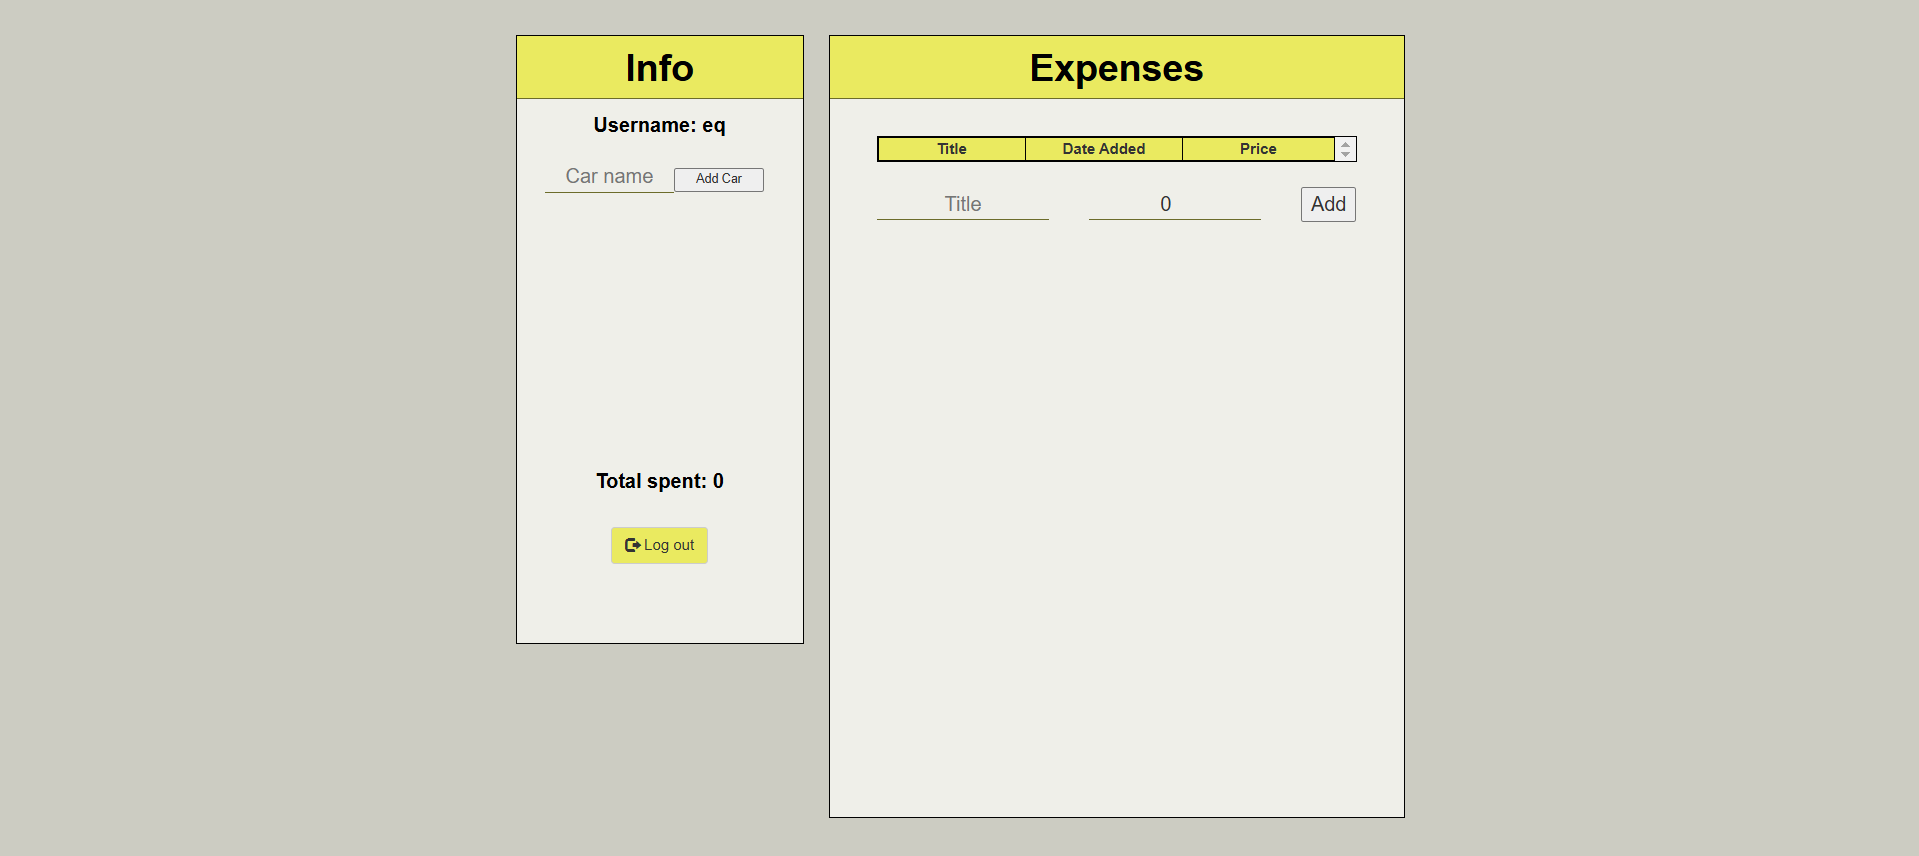 Info
Username: eq
Car name Add Car
Total spent: 0
Log out
Expenses
Title Date Added Price
Title 0 Add